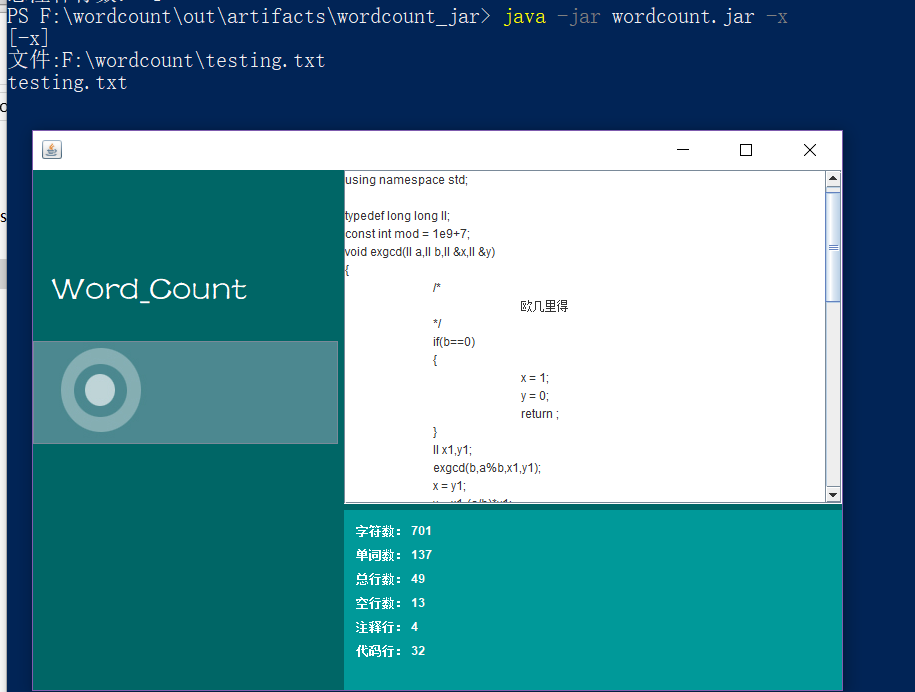 PS F:\wordcount\out\artifacts\wordcount_jar> java -jar wordcount.jar -x
[-x]
文件:F:\wordcount\testing.txt
testing.txt
Word_Count
using namespace std;
typedef long long ll;
const int mod = 1e9+7;
void exgcd(ll a,ll b,ll &x,ll &y)
{
/*
欧几里得
*/
if(b==0)
{
x = 1;
y = 0;
return ;
}
ll x1,y1;
exgcd(b,a%b,x1,y1);
x = y1;
字符数: 701
单词数: 137
总行数: 49
空行数: 13
注释行: 4
代码行: 32